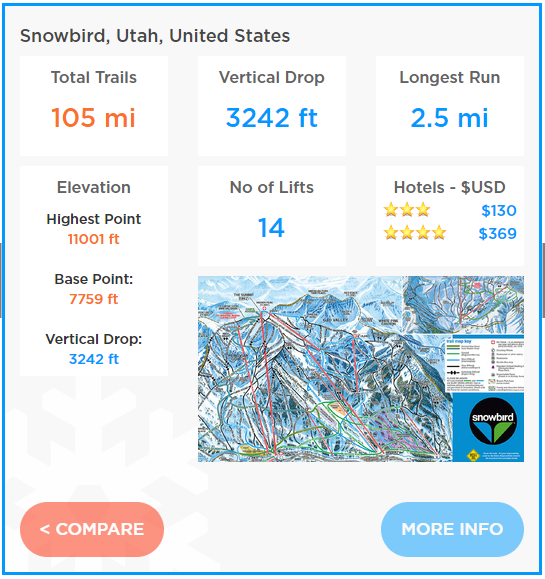 Snowbird, Utah, United States
Total Trails
105 mi
Vertical Drop
3242 ft
Longest Run
2.5 mi
Elevation
Highest Point
11001 ft
Base Point:
7759 ft
Vertical Drop:
3242 ft
No of Lifts
14
Hotels - $USD
$130
$369
snowbird
< COMPARE
MORE INFO